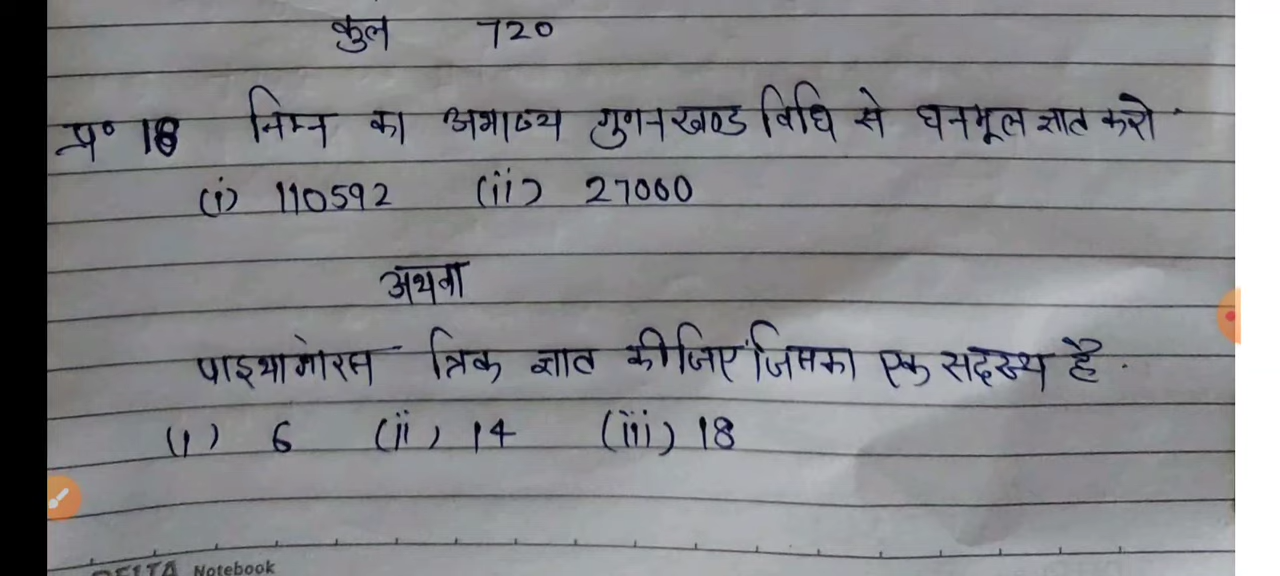 कुल 720
प्र० 18 निम्न का अभाज्य गुणनखण्ड विधि से घनमूल ज्ञात करो
(i) 110592 (ii) 27000
अथवा
पाइथागोरस त्रिक ज्ञात कीजिए जिसका एक सदस्य है.
(i) 6 (ii) 14 (iii) 18
DELTA Notebook